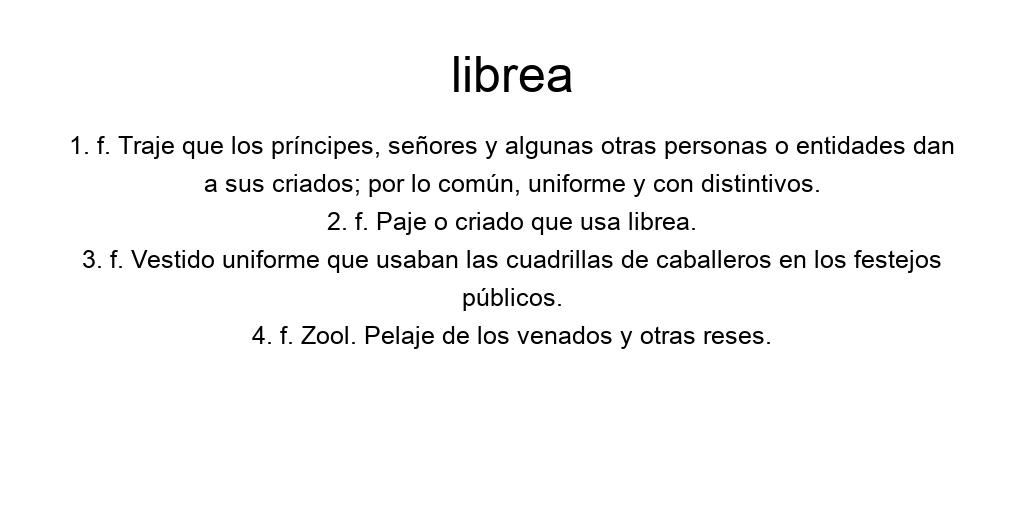 librea
1. f. Traje que los príncipes, señores y algunas otras personas o entidades dan
a sus criados; por lo común, uniforme y con distintivos.
2. f. Paje o criado que usa librea.
3. f. Vestido uniforme que usaban las cuadrillas de caballeros en los festejos
públicos.
4. f. Zool. Pelaje de los venados y otras reses.